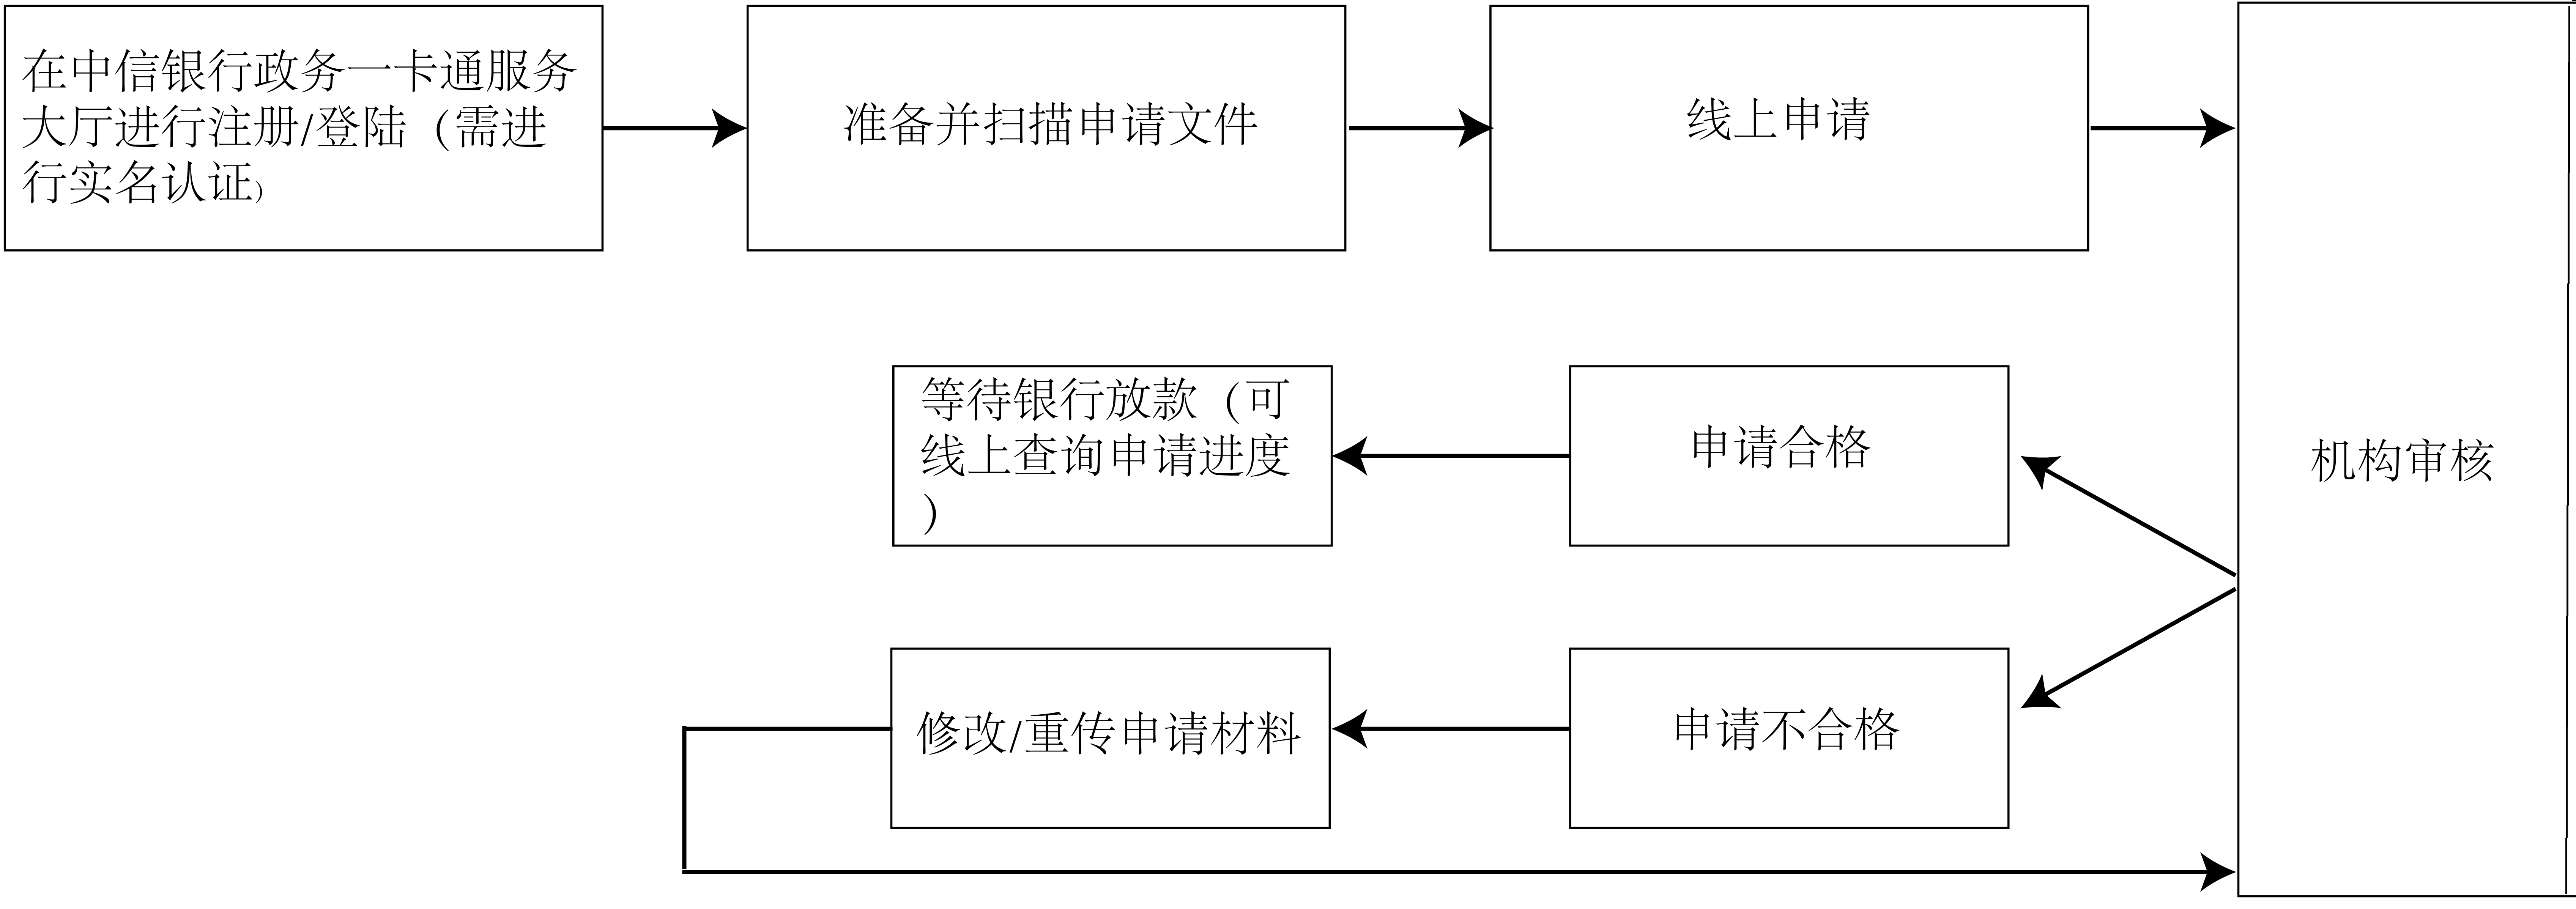 在中信银行政务一卡通服务
大厅进行注册/登陆（需进
行实名认证）
准备并扫描申请文件
线上申请
机构审核
等待银行放款（可
线上查询申请进度
）
申请合格
修改/重传申请材料
申请不合格